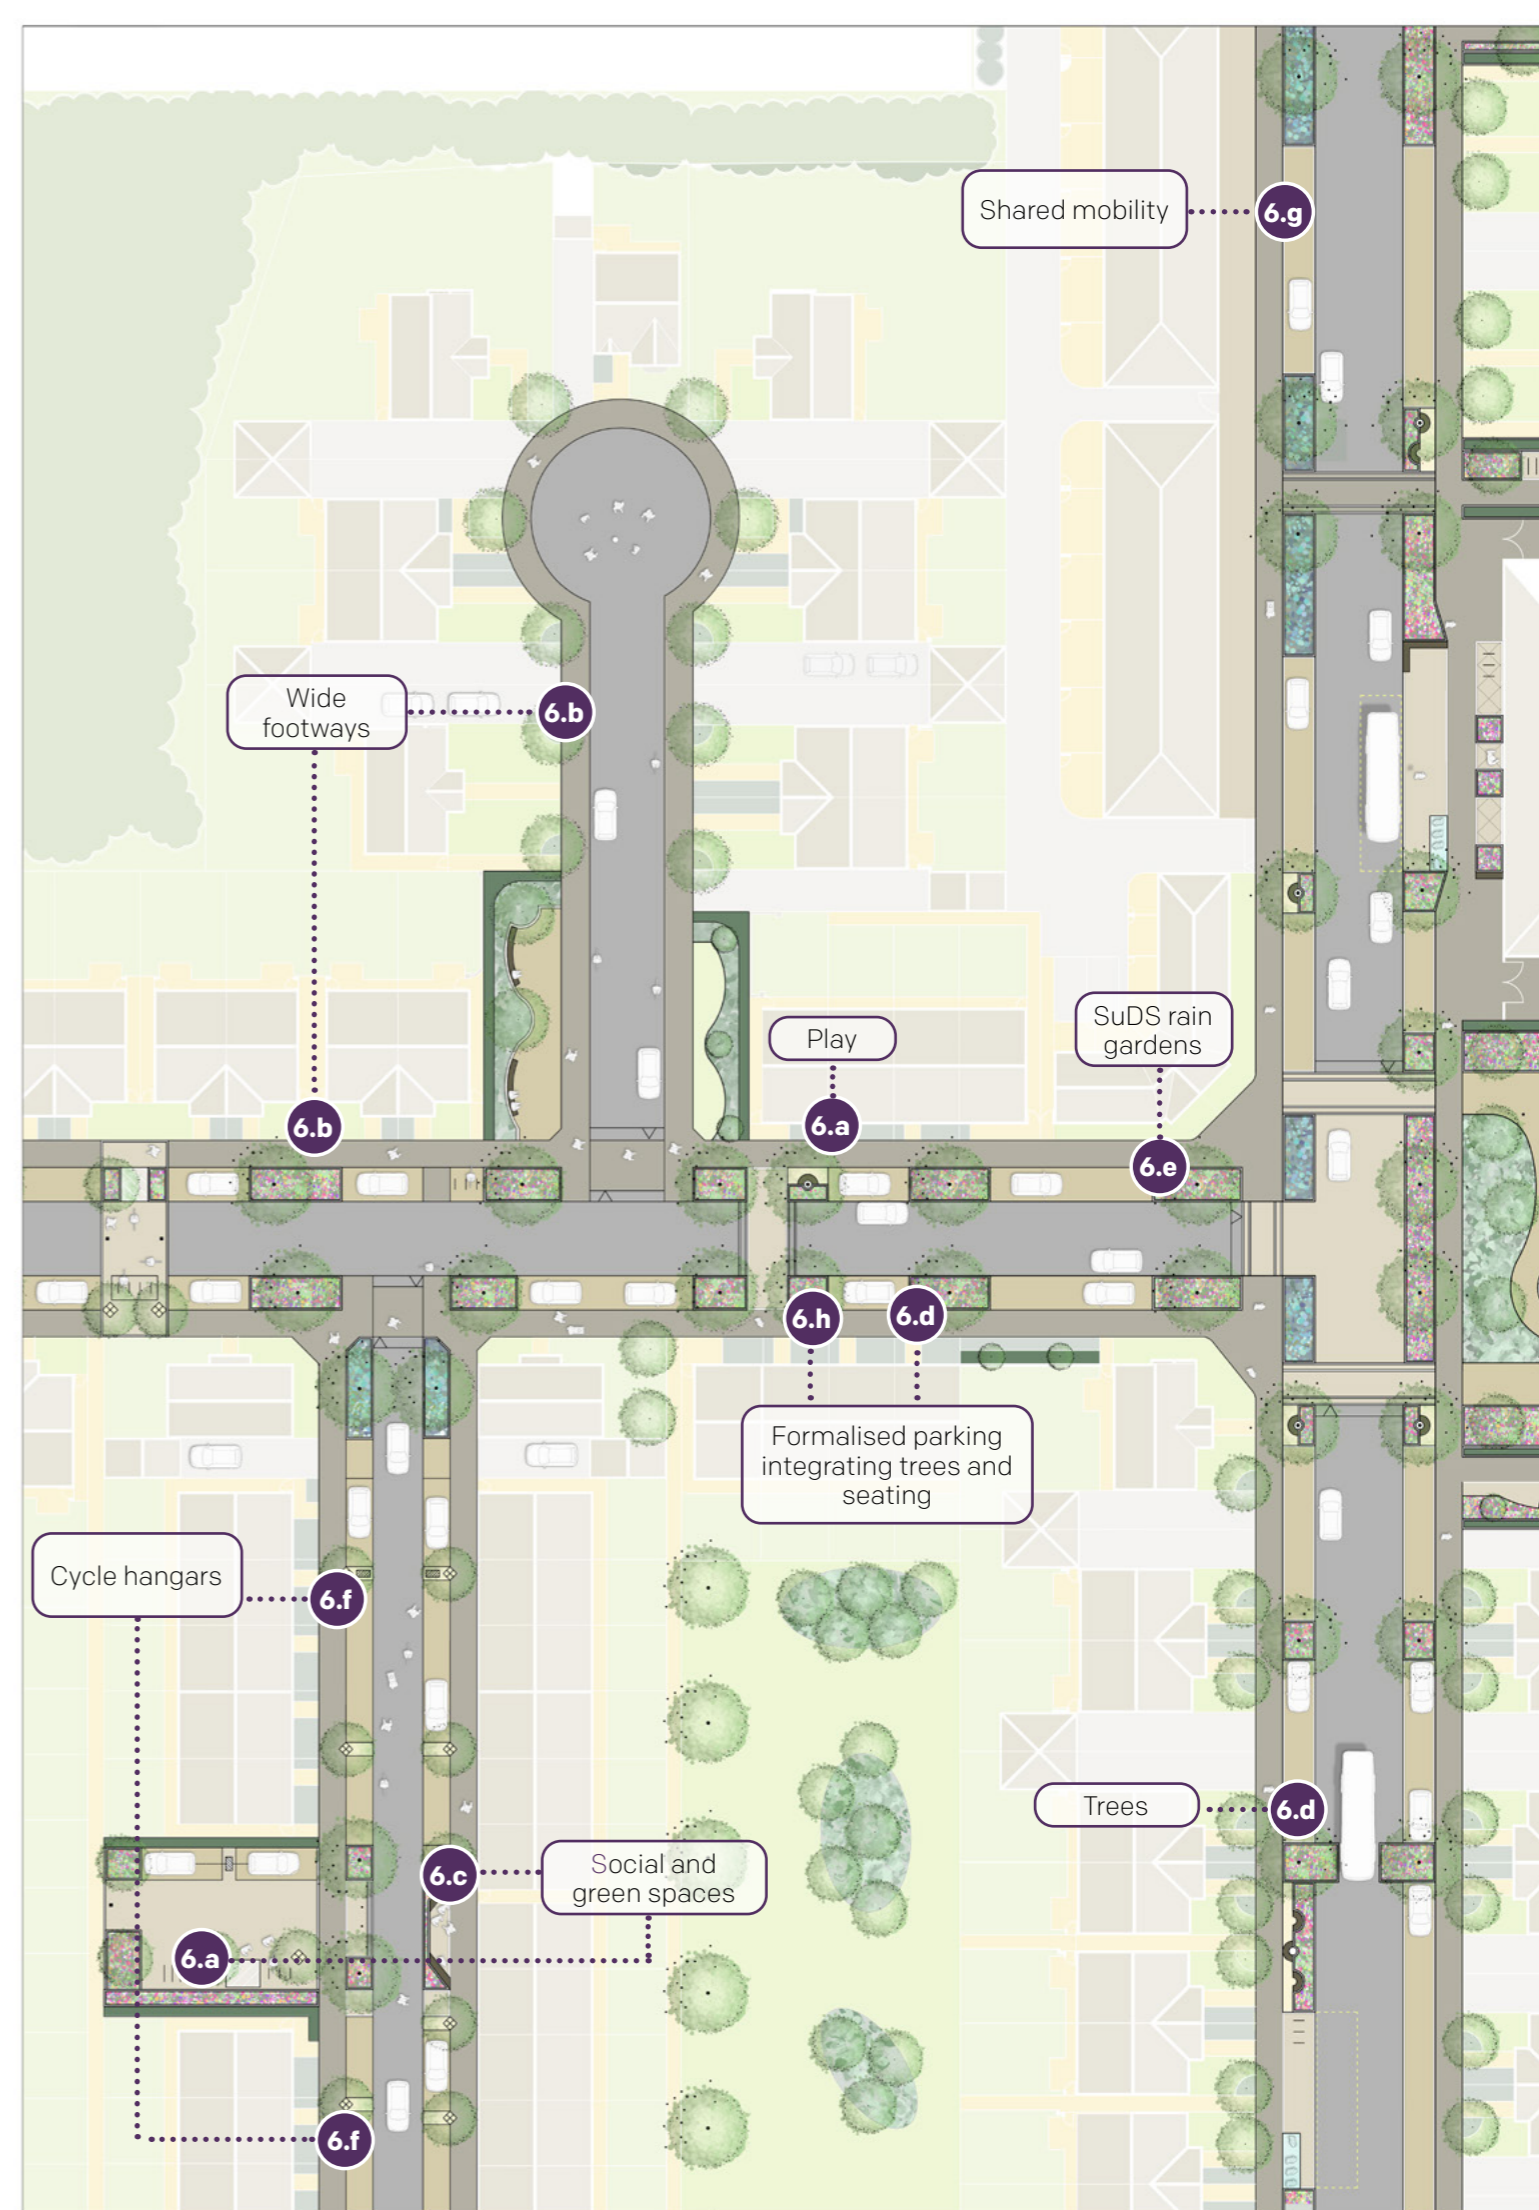 Shared mobility
6.g
Wide
footways
6.b
Play
SuDS rain
gardens
6.b
6.a
6.e
6.h
6.d
Formalised parking
integrating trees and
seating
Cycle hangars
6.f
Trees
6.d
6.c
Social and
green spaces
6.a
6.f